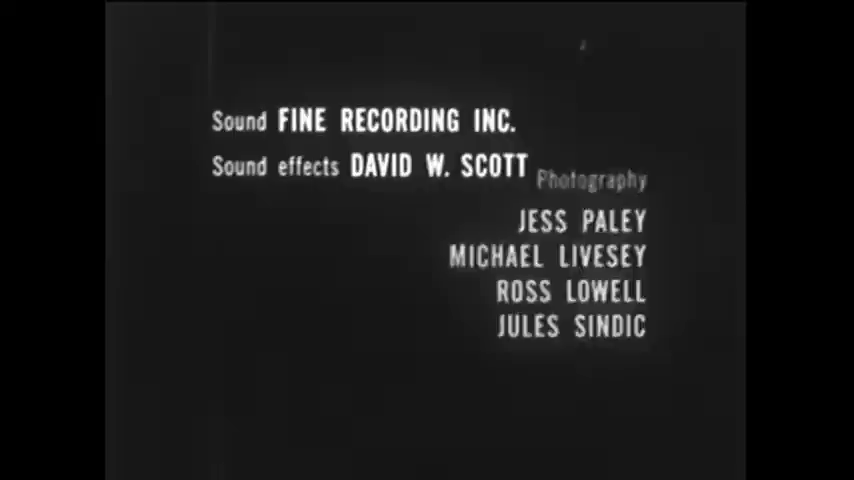 Sound FINE RECORDING INC.
Sound effects DAVID W. SCOTT
Photography
JESS PALEY
MICHAEL LIVESEY
ROSS LOWELL
JULES SINDIC